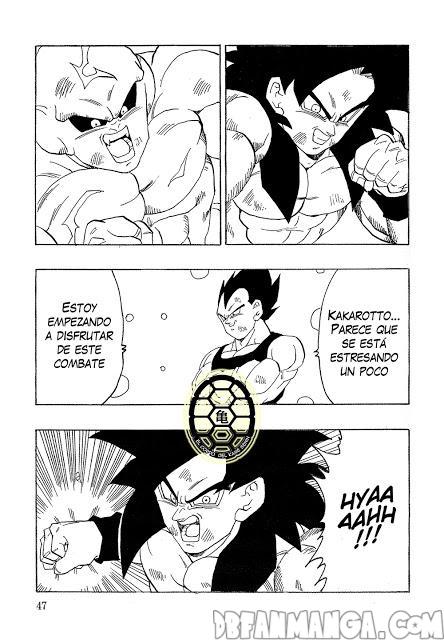 KAKAROTTO...
PARECE QUE
SE ESTÁ
ESTRESANDO
UN POCO
ESTOY
EMPEZANDO
A DISFRUTAR
DE ESTE
COMBATE
亀
HYAA
AAHH
!!!
47
DBFANMANGA.COM